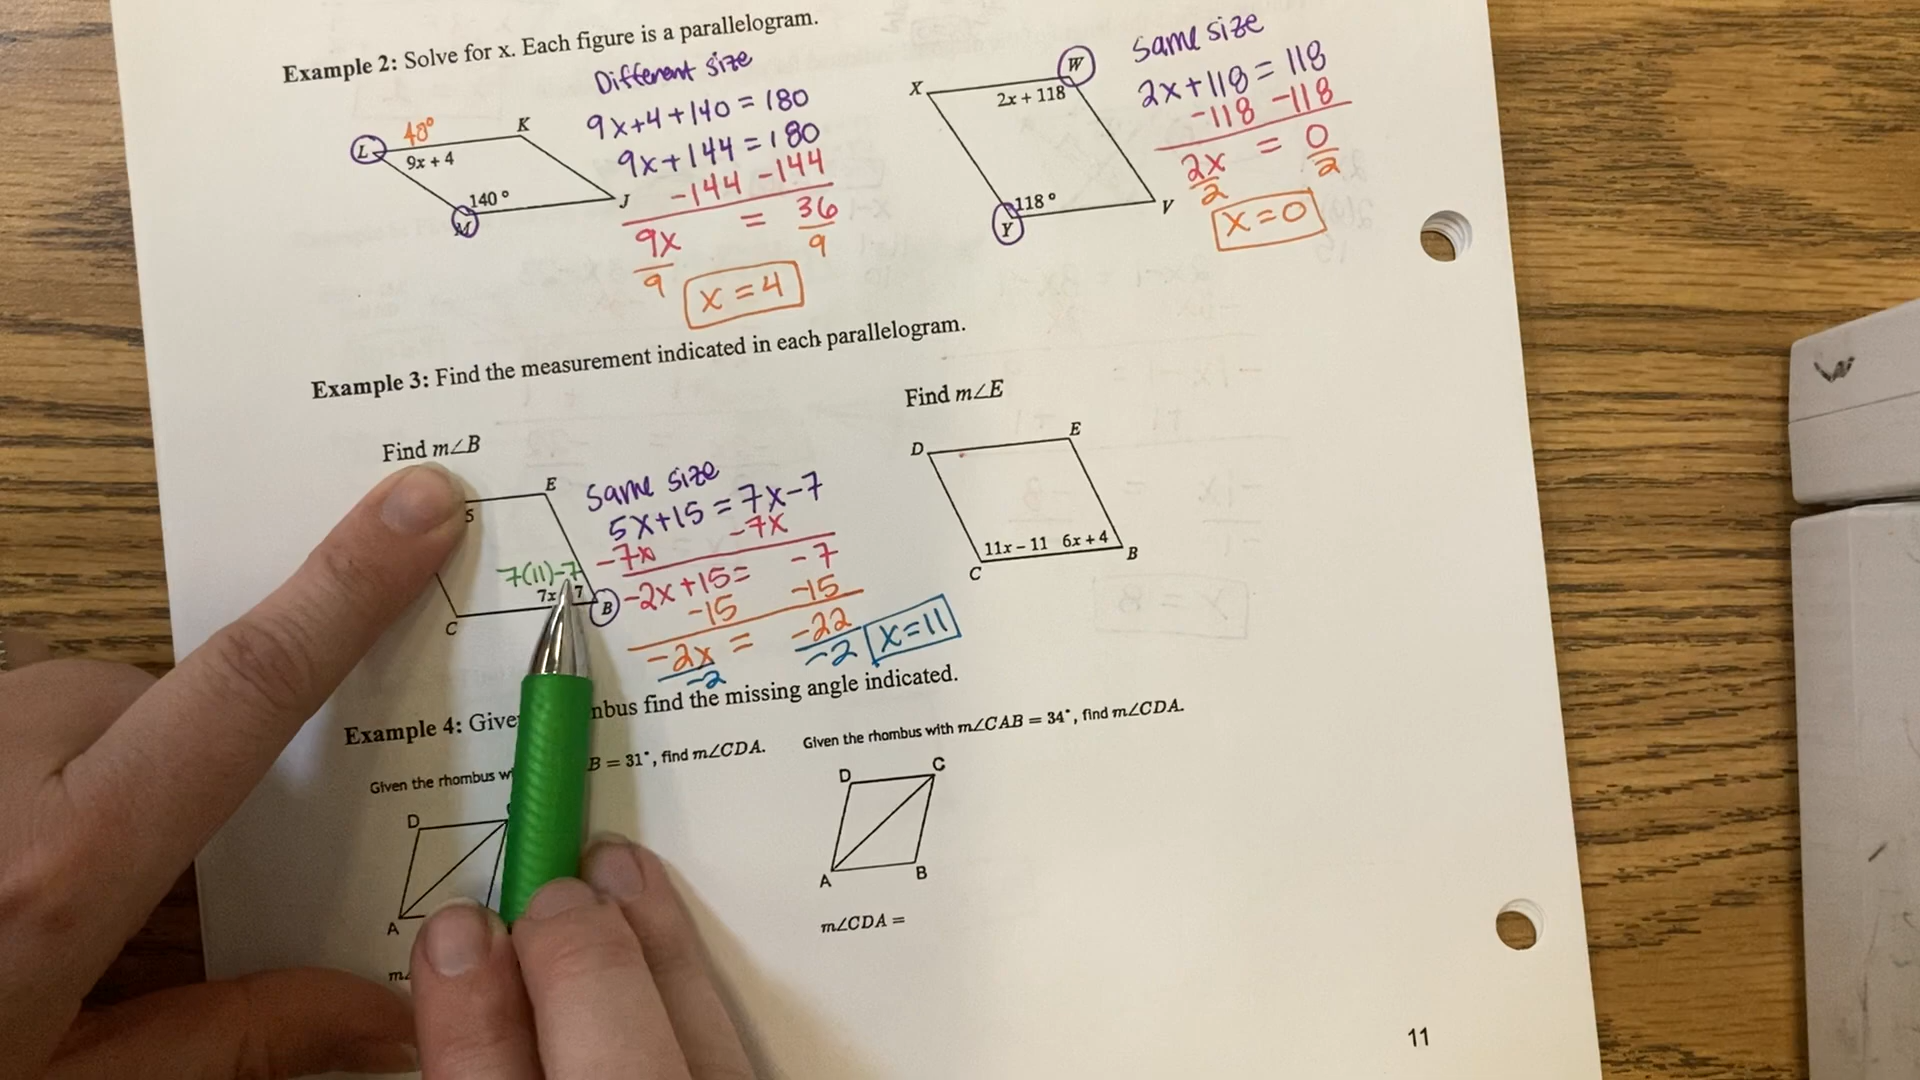 Example 2: Solve for x. Each figure is a parallelogram.
Different size
9x+4+140=180
9x+144=180
-144 -144
9x = 36
9 9
x=4
L
48°
K
9x + 4
140°
M
J
X
W
2x + 118
118°
Y
V
Same size
2x+118=118
-118 -118
2x = 0
2 2
x=0
Example 3: Find the measurement indicated in each parallelogram.
Find m∠B
E
5
7(11)-7
7x 7
C
B
Same size
5x+15=7x-7
-7x -7x
-2x+15= -7
-15 -15
-2x = -22
-2 -2
x=11
Find m∠E
D
E
11x − 11 6x + 4
C
B
Example 4: Give nbus find the missing angle indicated.
Given the rhombus w B = 31°, find m∠CDA.
D
A
m∠
Given the rhombus with m∠CAB = 34°, find m∠CDA.
D
C
A
B
m∠CDA =
11